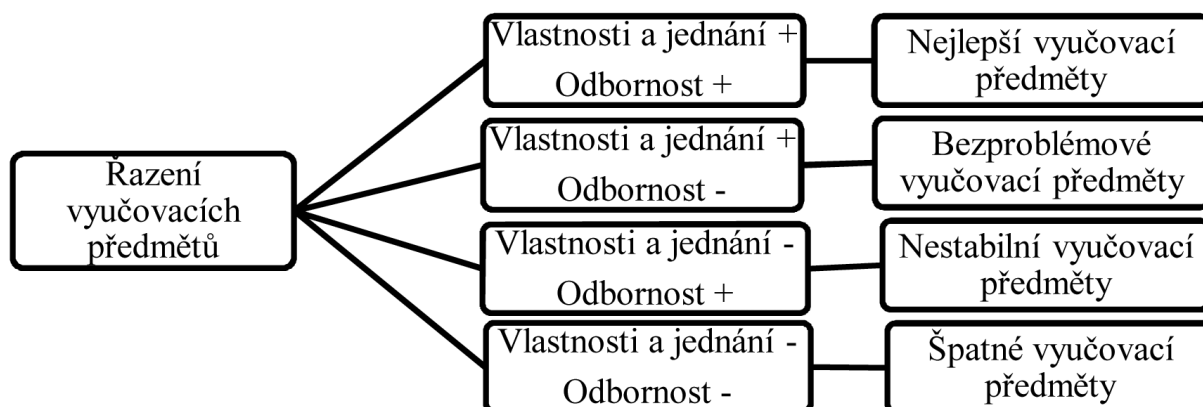 Řazení
vyučovacích
předmětů
Vlastnosti a jednání +
Odbornost +
Nejlepší vyučovací
předměty
Vlastnosti a jednání +
Odbornost -
Bezproblémové
vyučovací předměty
Vlastnosti a jednání -
Odbornost +
Nestabilní vyučovací
předměty
Vlastnosti a jednání -
Odbornost -
Špatné vyučovací
předměty